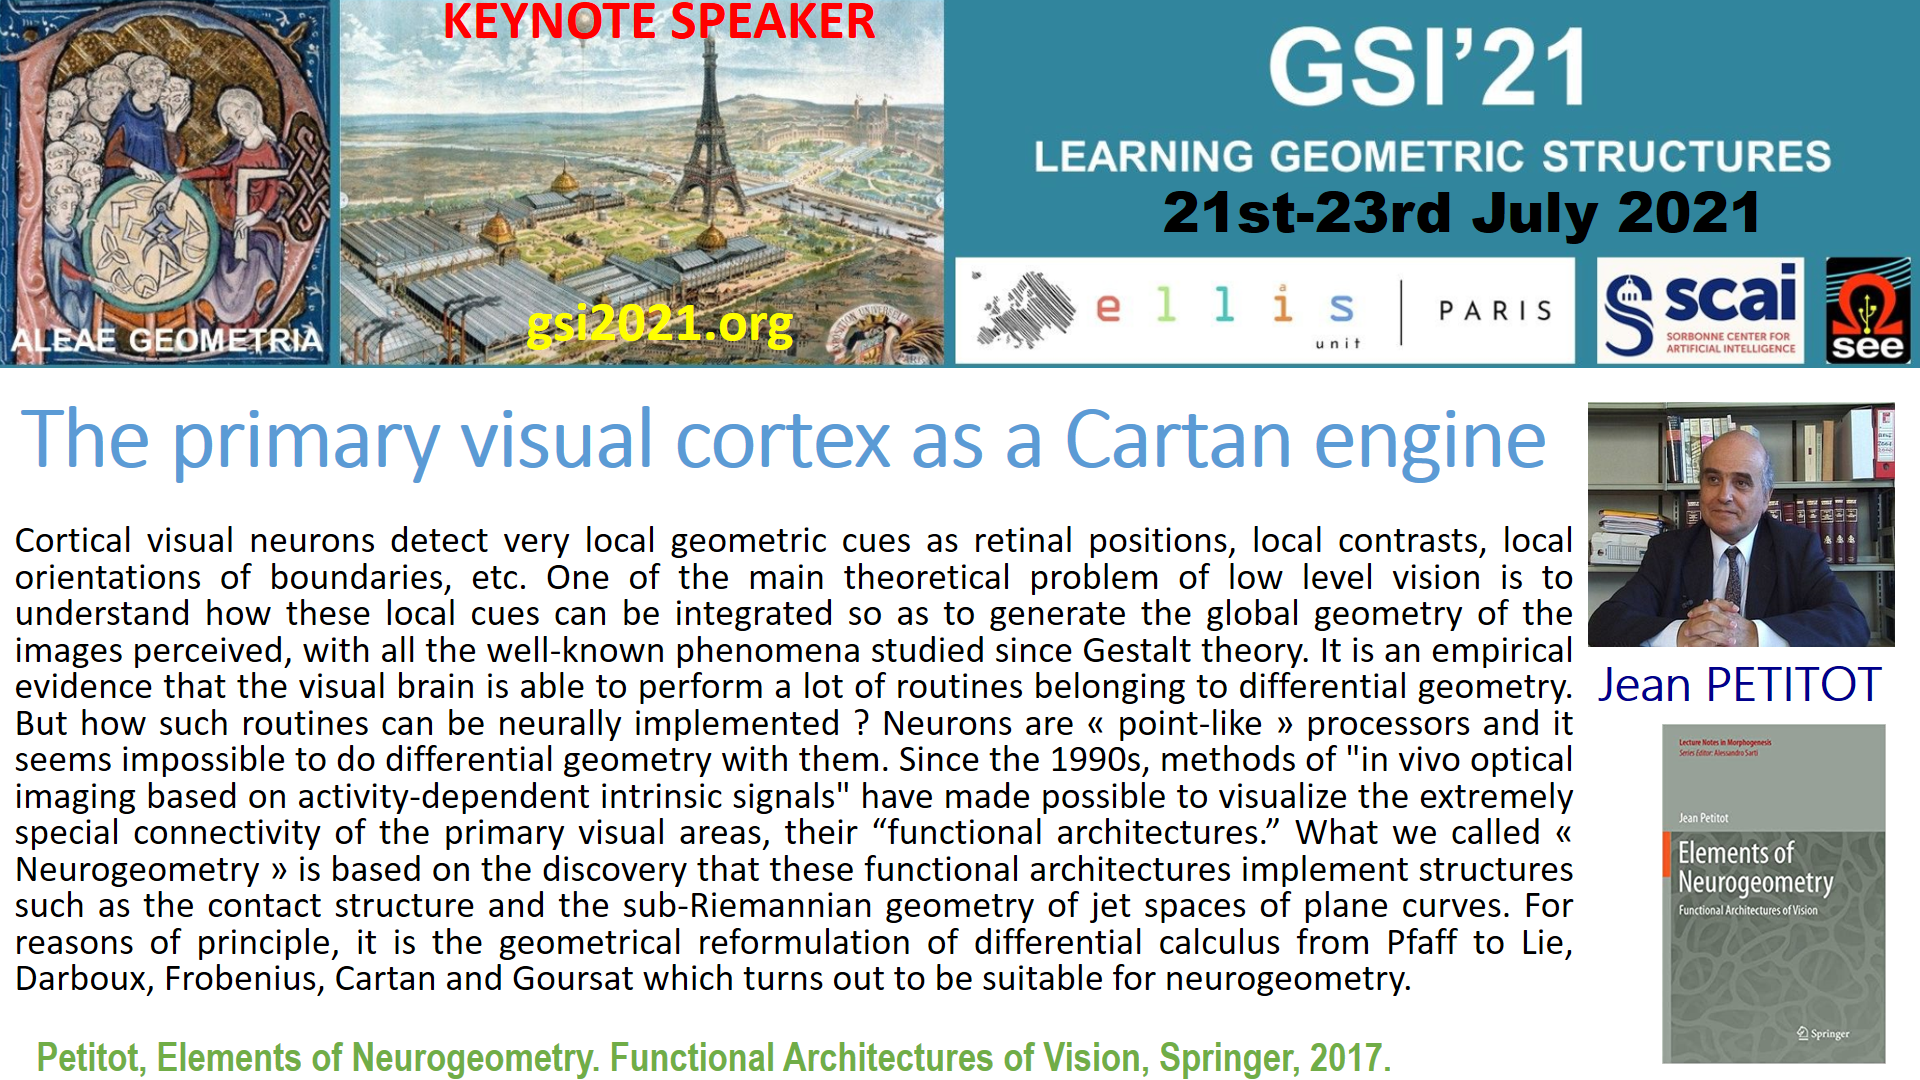 KEYNOTE SPEAKER
ALEAE GEOMETRIA
gsi2021.org
GSI’21
LEARNING GEOMETRIC STRUCTURES
21st-23rd July 2021
ellis
unit
PARIS
scai
SORBONNE CENTER FOR
ARTIFICIAL INTELLIGENCE
see
The primary visual cortex as a Cartan engine
Cortical visual neurons detect very local geometric cues as retinal positions, local contrasts, local
orientations of boundaries, etc. One of the main theoretical problem of low level vision is to
understand how these local cues can be integrated so as to generate the global geometry of the
images perceived, with all the well-known phenomena studied since Gestalt theory. It is an empirical
evidence that the visual brain is able to perform a lot of routines belonging to differential geometry.
But how such routines can be neurally implemented ? Neurons are « point-like » processors and it
seems impossible to do differential geometry with them. Since the 1990s, methods of "in vivo optical
imaging based on activity-dependent intrinsic signals" have made possible to visualize the extremely
special connectivity of the primary visual areas, their “functional architectures.” What we called «
Neurogeometry » is based on the discovery that these functional architectures implement structures
such as the contact structure and the sub-Riemannian geometry of jet spaces of plane curves. For
reasons of principle, it is the geometrical reformulation of differential calculus from Pfaff to Lie,
Darboux, Frobenius, Cartan and Goursat which turns out to be suitable for neurogeometry.
Petitot, Elements of Neurogeometry. Functional Architectures of Vision, Springer, 2017.
Jean PETITOT
Lecture Notes in Morphogenesis
Series Editor: Alessandro Sarti
Jean Petitot
Elements of
Neurogeometry
Functional Architectures of Vision
Springer